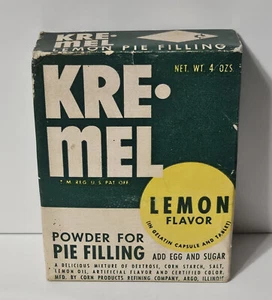 KRE-MEL
LEMON PIE FILLING
NET. WT. 4 OZS
KRE·
MEL
T. M. REG. U. S. PAT. OFF.
LEMON
FLAVOR
(IN GELATIN CAPSULE AND TABLET)
POWDER FOR
PIE FILLING ADD EGG AND SUGAR
A DELICIOUS MIXTURE OF DEXTROSE, CORN STARCH, SALT,
LEMON OIL, ARTIFICIAL FLAVOR AND CERTIFIED COLOR.
MFD. BY CORN PRODUCTS REFINING COMPANY, ARGO, ILLINOIS